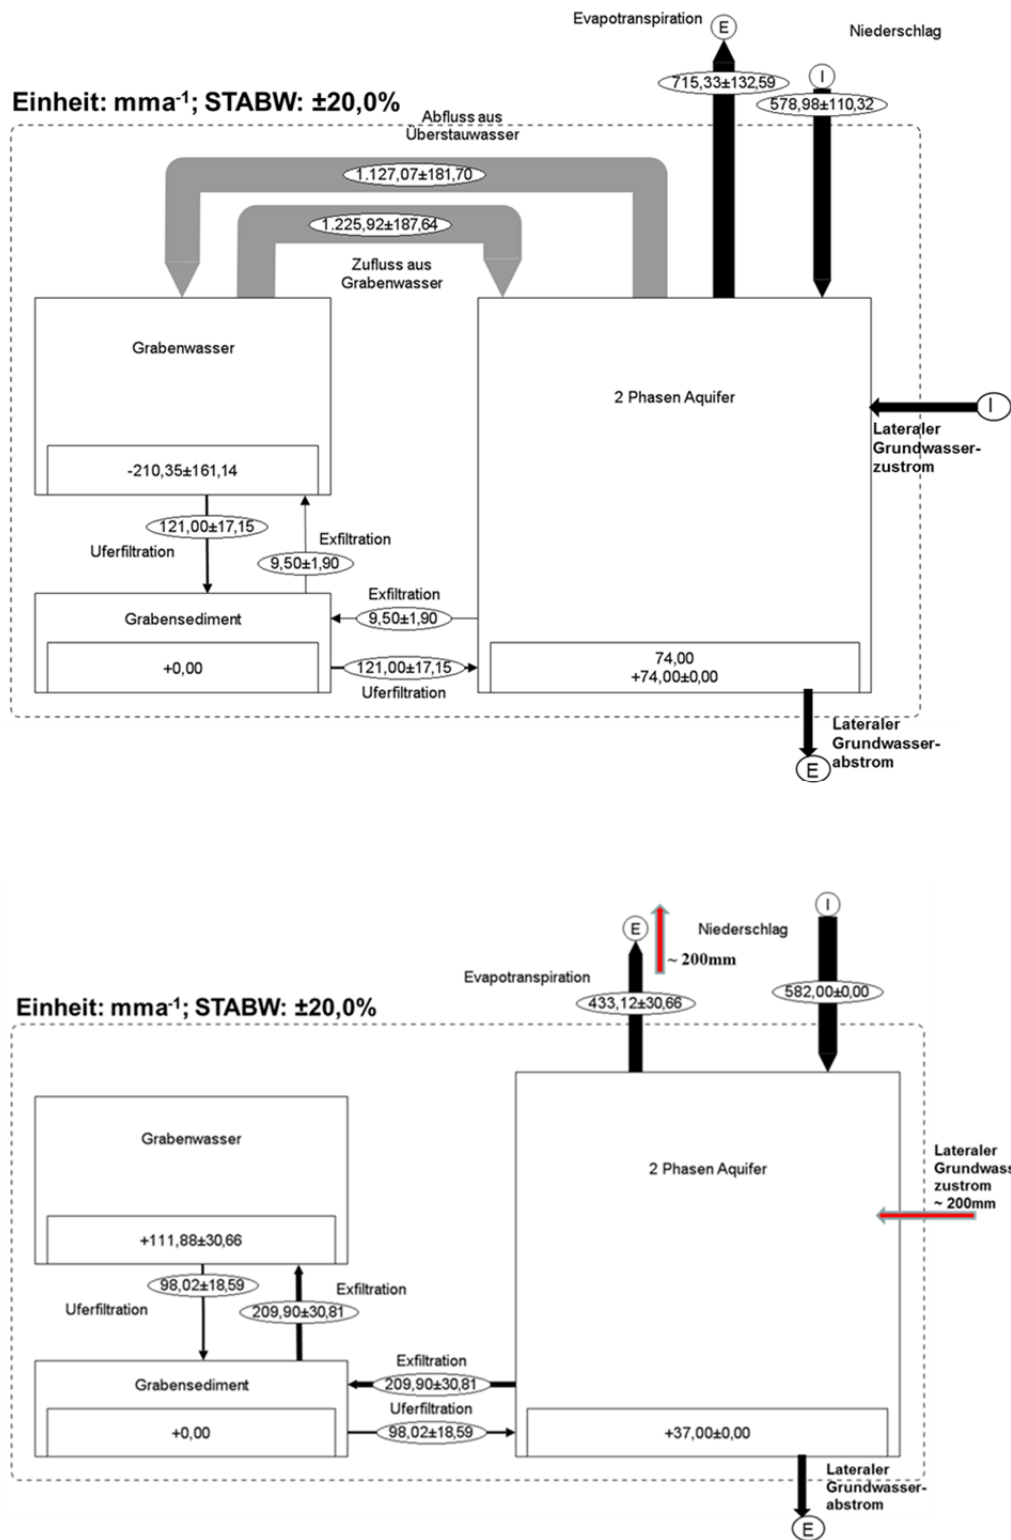 Evapotranspiration
E
Niederschlag
I
715,33±132,59
578,98±110,32
Einheit: mma-1; STABW: ±20,0%
Abfluss aus
Überstauwasser
1.127,07±181,70
1.225,92±187,64
Zufluss aus
Grabenwasser
Grabenwasser
2 Phasen Aquifer
I
Lateraler
Grundwasser-
zustrom
-210,35±161,14
121,00±17,15
Uferfiltration
Exfiltration
9,50±1,90
Grabensediment
Exfiltration
9,50±1,90
+0,00
121,00±17,15
Uferfiltration
74,00
+74,00±0,00
Lateraler
Grundwasser-
abstrom
E
I
E
Niederschlag
~ 200mm
Evapotranspiration
433,12±30,66
582,00±0,00
Einheit: mma-1; STABW: ±20,0%
Grabenwasser
2 Phasen Aquifer
Lateraler
Grundwass
zustrom
~ 200mm
+111,88±30,66
98,02±18,59
Uferfiltration
Exfiltration
209,90±30,81
Grabensediment
Exfiltration
209,90±30,81
Uferfiltration
+0,00
98,02±18,59
+37,00±0,00
Lateraler
Grundwasser-
abstrom
E